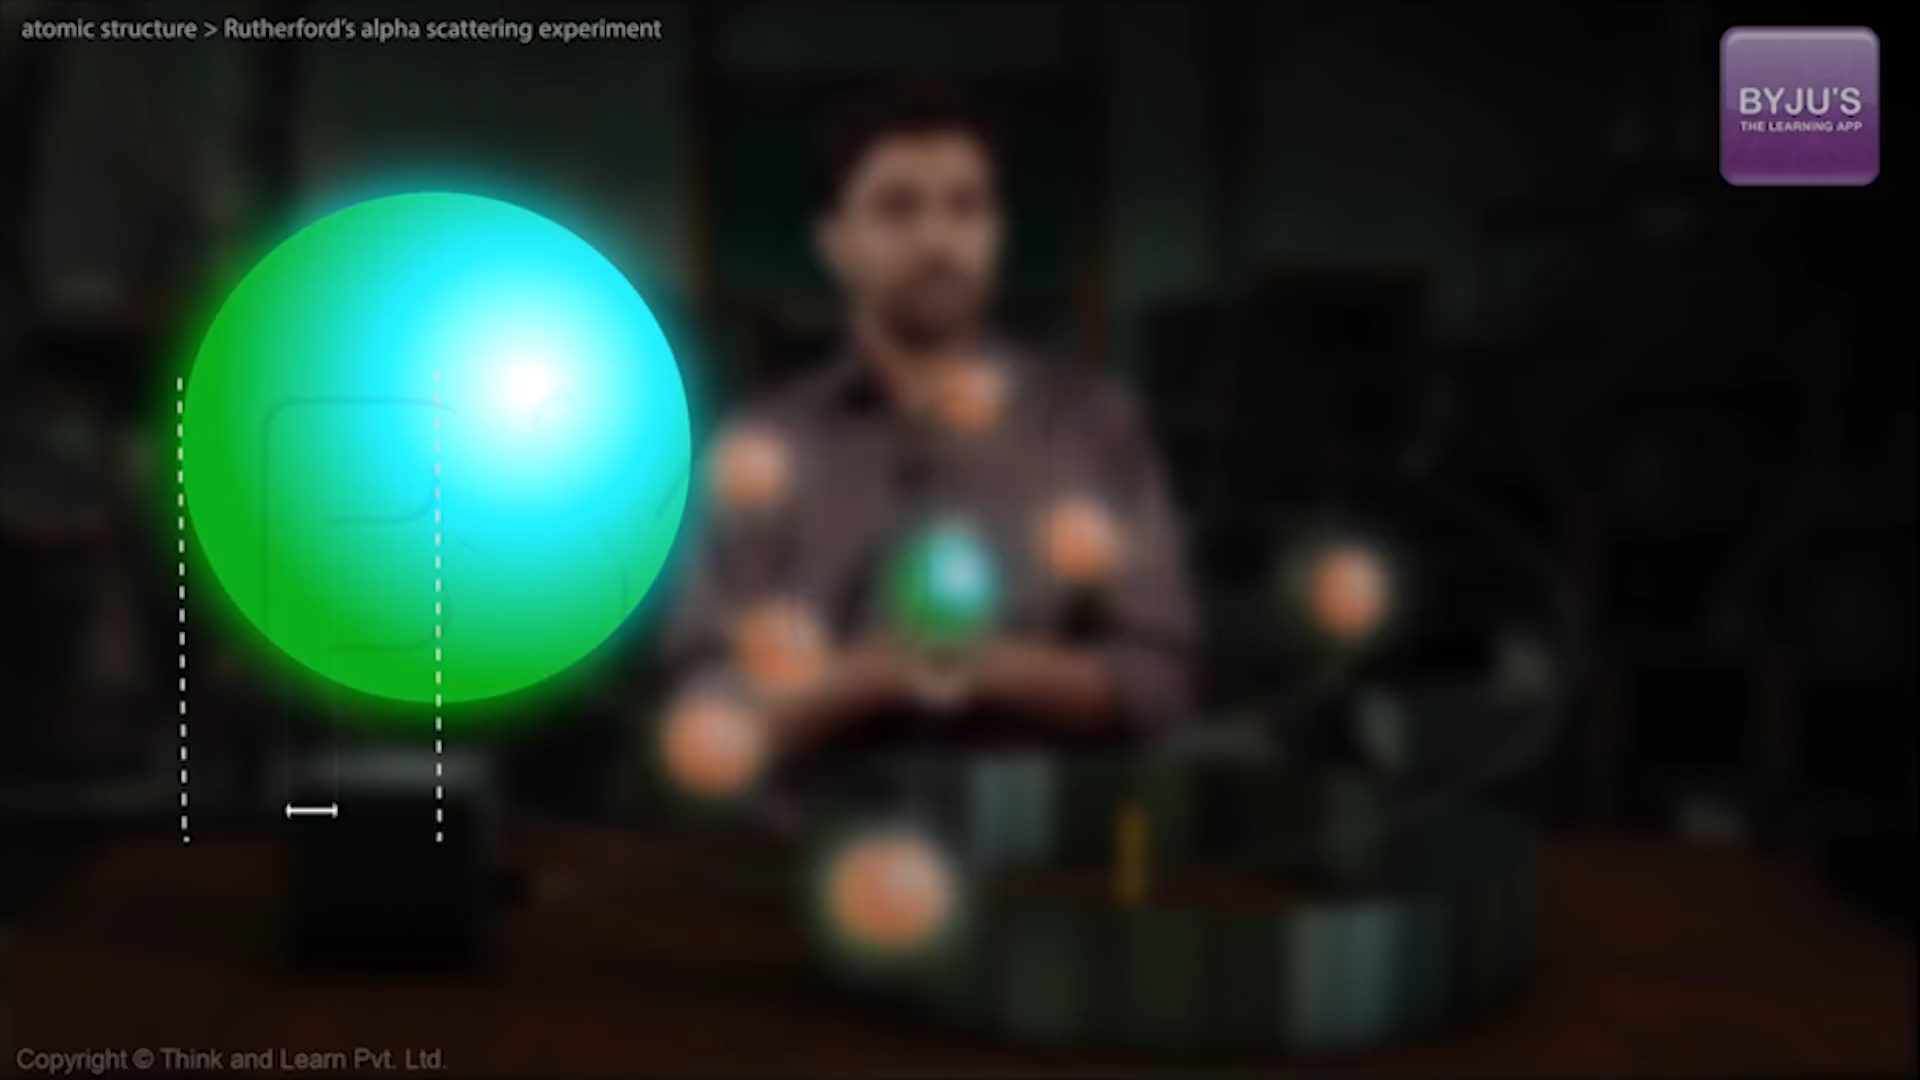 atomic structure > Rutherford's alpha scattering experiment
BYJU'S
THE LEARNING APP
Copyright © Think and Learn Pvt. Ltd.